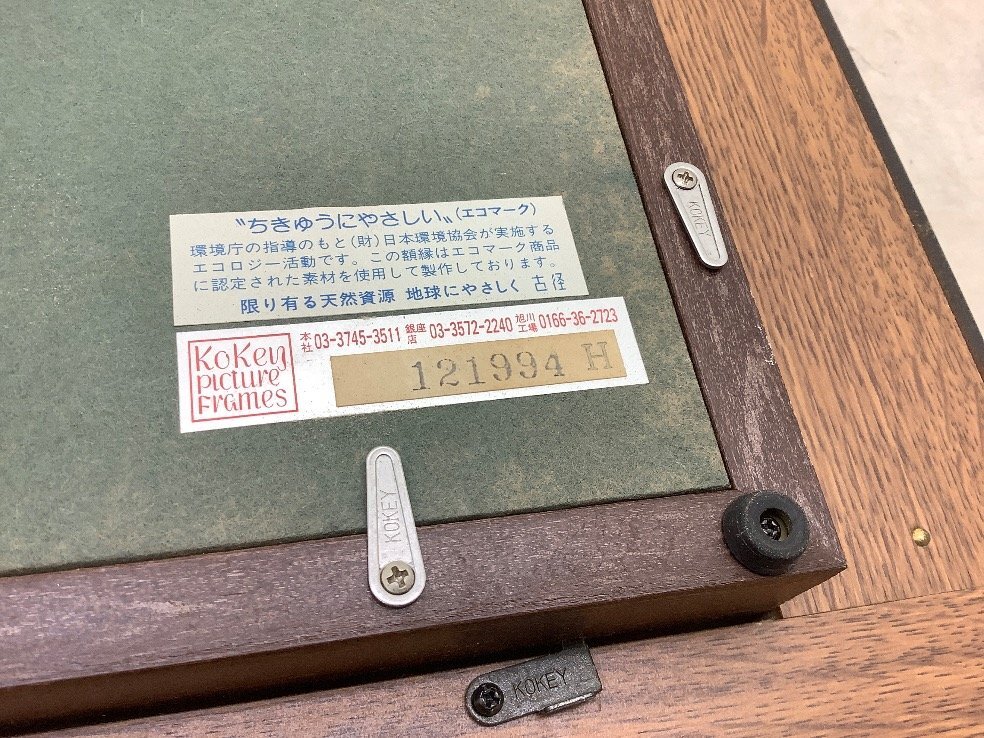 〝ちきゅうにやさしい〟(エコマーク)
環境庁の指導のもと(財)日本環境協会が実施する
エコロジー活動です。この額縁はエコマーク商品
に認定された素材を使用して製作しております。
限り有る天然資源 地球にやさしく 古径
KoKey
picture
Frames
本社 03-3745-3511 銀座店 03-3572-2240 旭川工場 0166-36-2723
121994 H
KOKEY
KOKEY
KOKEY